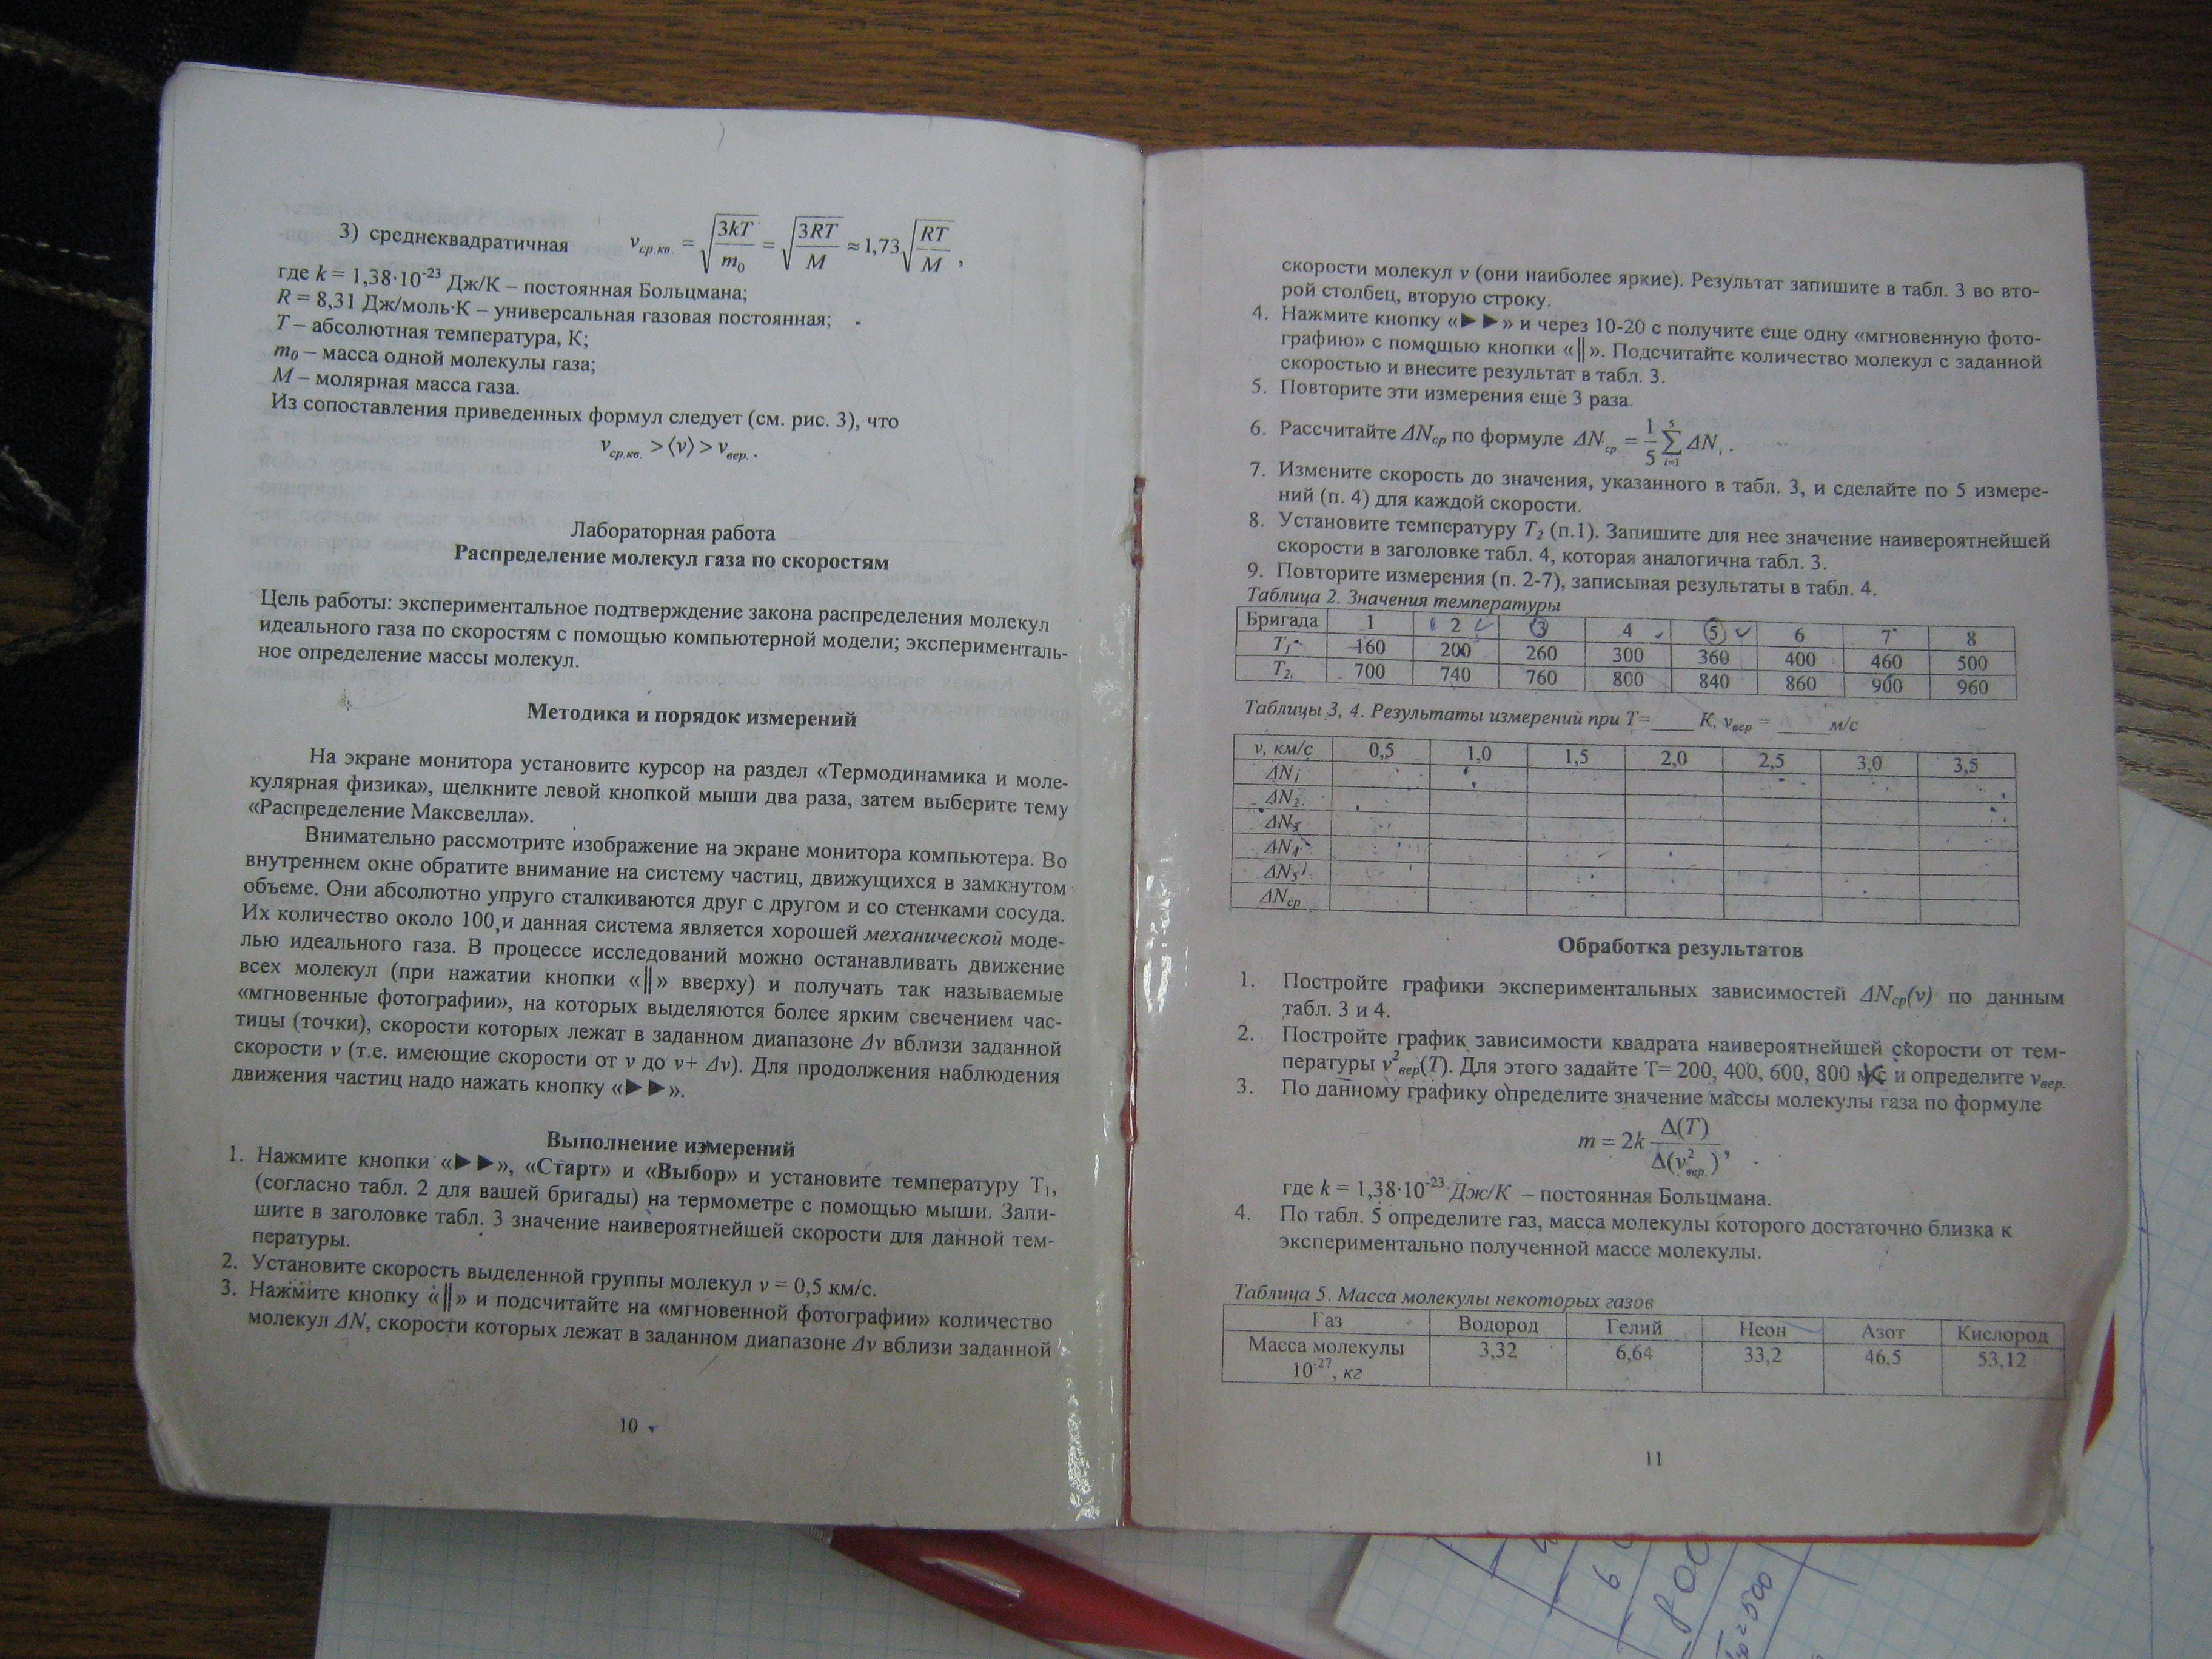 3) среднеквадратичная v ср.кв. = √(3kT/m₀) = √(3RT/M) ≈ 1,73√(RT/M) ,
где k = 1,38·10⁻²³ Дж/К – постоянная Больцмана;
R = 8,31 Дж/моль·К – универсальная газовая постоянная;
T – абсолютная температура, К;
m₀ – масса одной молекулы газа;
M – молярная масса газа.
Из сопоставления приведенных формул следует (см. рис. 3), что
v ср.кв. > ⟨v⟩ > v вер. .
Лабораторная работа
Распределение молекул газа по скоростям
Цель работы: экспериментальное подтверждение закона распределения молекул
идеального газа по скоростям с помощью компьютерной модели; эксперименталь-
ное определение массы молекул.
Методика и порядок измерений
На экране монитора установите курсор на раздел «Термодинамика и моле-
кулярная физика», щелкните левой кнопкой мыши два раза, затем выберите тему
«Распределение Максвелла».
Внимательно рассмотрите изображение на экране монитора компьютера. Во
внутреннем окне обратите внимание на систему частиц, движущихся в замкнутом
объеме. Они абсолютно упруго сталкиваются друг с другом и со стенками сосуда.
Их количество около 100 и данная система является хорошей механической моде-
лью идеального газа. В процессе исследований можно останавливать движение
всех молекул (при нажатии кнопки «║» вверху) и получать так называемые
«мгновенные фотографии», на которых выделяются более ярким свечением час-
тицы (точки), скорости которых лежат в заданном диапазоне Δv вблизи заданной
скорости v (т.е. имеющие скорости от v до v+ Δv). Для продолжения наблюдения
движения частиц надо нажать кнопку «►►».
Выполнение измерений
1. Нажмите кнопки «►►», «Старт» и «Выбор» и установите температуру T₁,
(согласно табл. 2 для вашей бригады) на термометре с помощью мыши. Запи-
шите в заголовке табл. 3 значение наивероятнейшей скорости для данной тем-
пературы.
2. Установите скорость выделенной группы молекул v = 0,5 км/с.
3. Нажмите кнопку «║» и подсчитайте на «мгновенной фотографии» количество
молекул ΔN, скорости которых лежат в заданном диапазоне Δv вблизи заданной
10
скорости молекул v (они наиболее яркие). Результат запишите в табл. 3 во вто-
рой столбец, вторую строку.
4. Нажмите кнопку «►►» и через 10-20 с получите еще одну «мгновенную фото-
графию» с помощью кнопки «║». Подсчитайте количество молекул с заданной
скоростью и внесите результат в табл. 3.
5. Повторите эти измерения еще 3 раза.
6. Рассчитайте ΔNср по формуле ΔN ср. = 1/5 ∑ (i=1, 5) ΔN i .
7. Измените скорость до значения, указанного в табл. 3, и сделайте по 5 измере-
ний (п. 4) для каждой скорости.
8. Установите температуру T₂ (п.1). Запишите для нее значение наивероятнейшей
скорости в заголовке табл. 4, которая аналогична табл. 3.
9. Повторите измерения (п. 2-7), записывая результаты в табл. 4.
Таблица 2. Значения температуры
Бригада 1 2 3 4 5 6 7 8
T₁ 160 200 260 300 360 400 460 500
T₂ 700 740 760 800 840 860 900 960
Таблицы 3, 4. Результаты измерений при T=____ К, vвер = ____ м/с
v, км/с 0,5 1,0 1,5 2,0 2,5 3,0 3,5
ΔN₁
ΔN₂
ΔN₃
ΔN₄
ΔN₅
ΔNср
Обработка результатов
1. Постройте графики экспериментальных зависимостей ΔNср(v) по данным
табл. 3 и 4.
2. Постройте график зависимости квадрата наивероятнейшей скорости от тем-
пературы v²вер(T). Для этого задайте T= 200, 400, 600, 800 К и определите vвер.
3. По данному графику определите значение массы молекулы газа по формуле
m = 2k Δ(T)/Δ(v²вер.) ,
где k = 1,38·10⁻²³ Дж/К – постоянная Больцмана.
4. По табл. 5 определите газ, масса молекулы которого достаточно близка к
экспериментально полученной массе молекулы.
Таблица 5. Масса молекулы некоторых газов
Газ Водород Гелий Неон Азот Кислород
Масса молекулы 3,32 6,64 33,2 46,5 53,12
10⁻²⁷, кг
11
800
=500